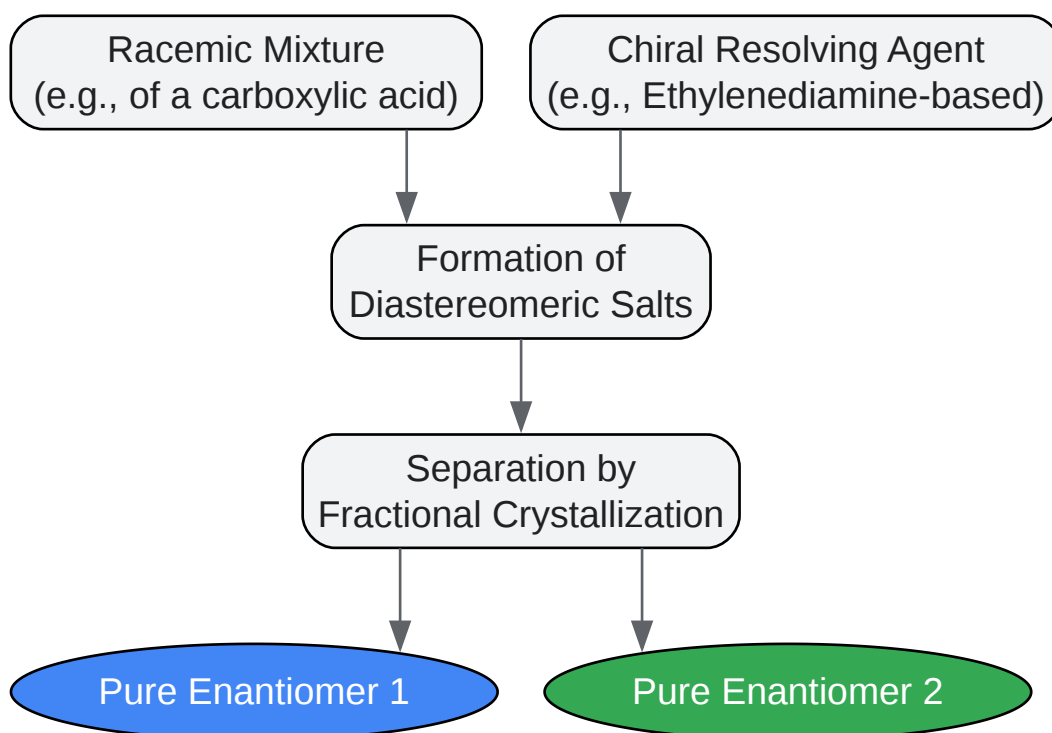 Racemic Mixture
(e.g., of a carboxylic acid)
Chiral Resolving Agent
(e.g., Ethylenediamine-based)
Formation of
Diastereomeric Salts
Separation by
Fractional Crystallization
Pure Enantiomer 1
Pure Enantiomer 2